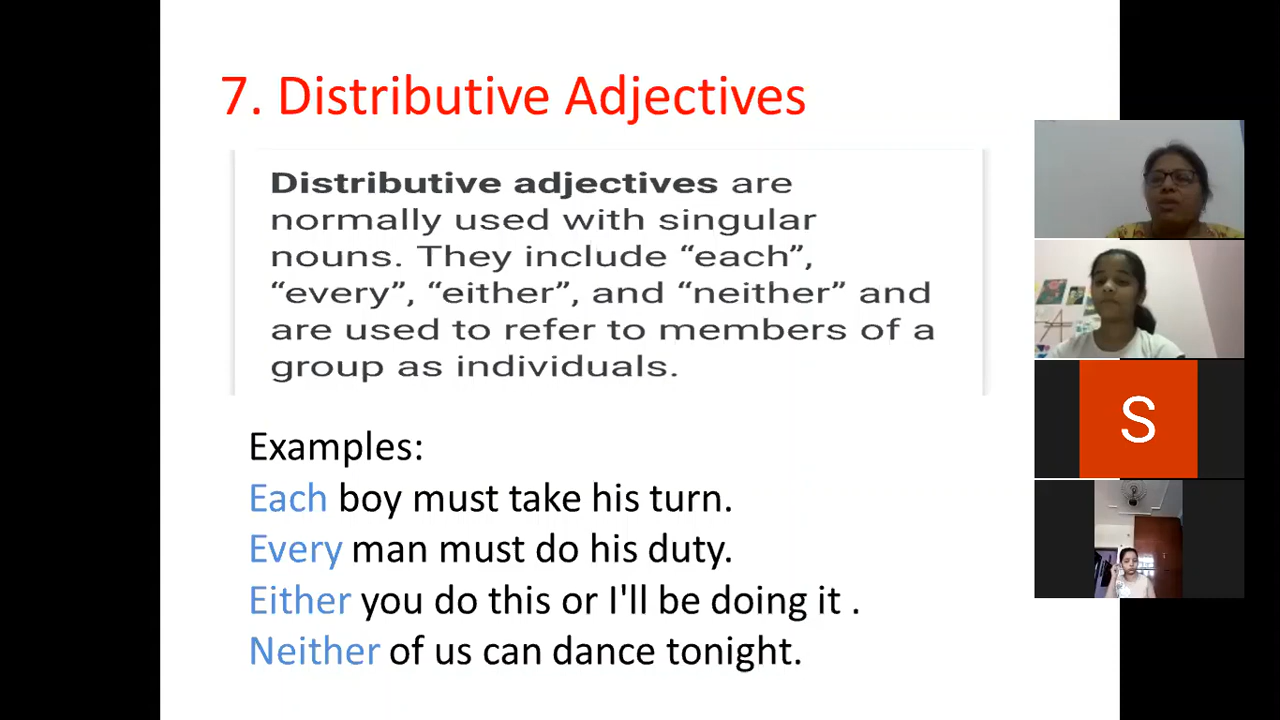 7. Distributive Adjectives
Distributive adjectives are
normally used with singular
nouns. They include “each”,
“every”, “either”, and “neither” and
are used to refer to members of a
group as individuals.
Examples:
Each boy must take his turn.
Every man must do his duty.
Either you do this or I'll be doing it .
Neither of us can dance tonight.
S